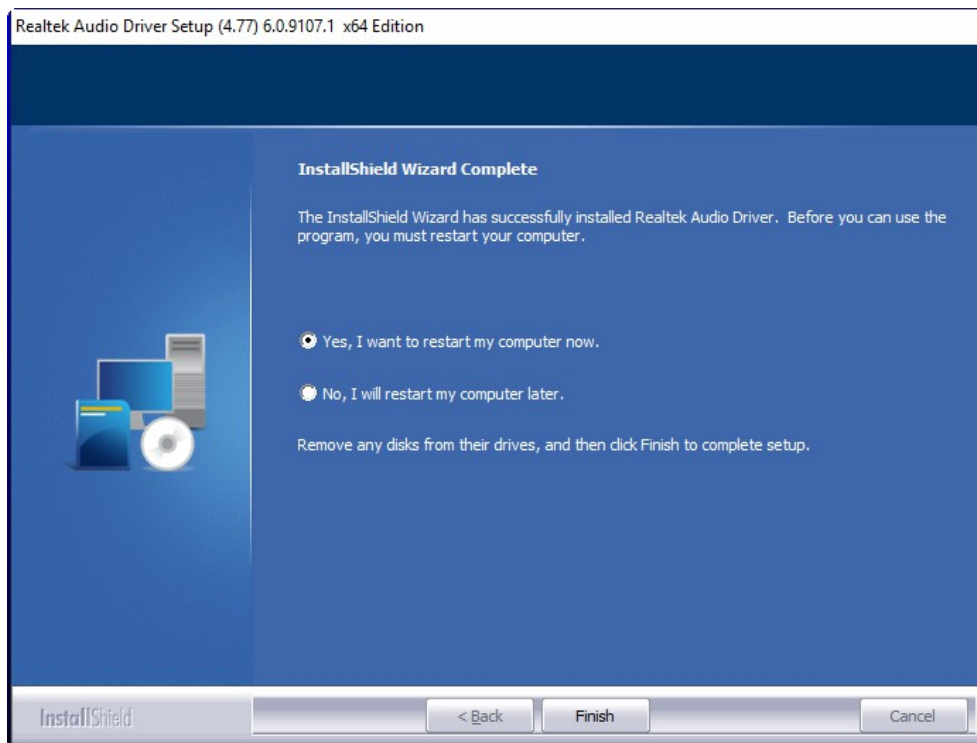 Realtek Audio Driver Setup (4.77) 6.0.9107.1 x64 Edition
InstallShield Wizard Complete
The InstallShield Wizard has successfully installed Realtek Audio Driver. Before you can use the
program, you must restart your computer.
Yes, I want to restart my computer now.
No, I will restart my computer later.
Remove any disks from their drives, and then click Finish to complete setup.
InstallShield
< Back
Finish
Cancel